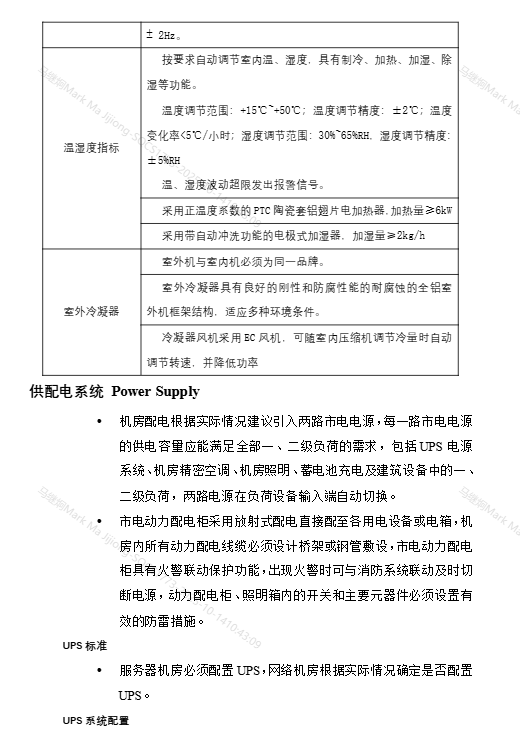 ± 2Hz。
温湿度指标
按要求自动调节室内温、湿度，具有制冷、加热、加湿、除
湿等功能。
温度调节范围：+15℃~+50℃；温度调节精度：±2℃；温度
变化率<5℃/小时；湿度调节范围：30%~65%RH，湿度调节精度：
±5%RH
温、湿度波动超限发出报警信号。
采用正温度系数的 PTC 陶瓷套铝翅片电加热器,加热量≥6kW
采用带自动冲洗功能的电极式加湿器，加湿量≥2kg/h
室外冷凝器
室外机与室内机必须为同一品牌。
室外冷凝器具有良好的刚性和防腐性能的耐腐蚀的全铝室
外机框架结构，适应多种环境条件。
冷凝器风机采用 EC 风机，可随室内压缩机调节冷量时自动
调节转速，并降低功率
供配电系统 Power Supply
• 机房配电根据实际情况建议引入两路市电电源，每一路市电电源
的供电容量应能满足全部一、二级负荷的需求，包括 UPS 电源
系统、机房精密空调、机房照明、蓄电池充电及建筑设备中的一、
二级负荷，两路电源在负荷设备输入端自动切换。
• 市电动力配电柜采用放射式配电直接配至各用电设备或电箱，机
房内所有动力配电线缆必须设计桥架或钢管敷设，市电动力配电
柜具有火警联动保护功能，出现火警时可与消防系统联动及时切
断电源，动力配电柜、照明箱内的开关和主要元器件必须设置有
效的防雷措施。
UPS 标准
• 服务器机房必须配置 UPS，网络机房根据实际情况确定是否配置
UPS。
UPS 系统配置